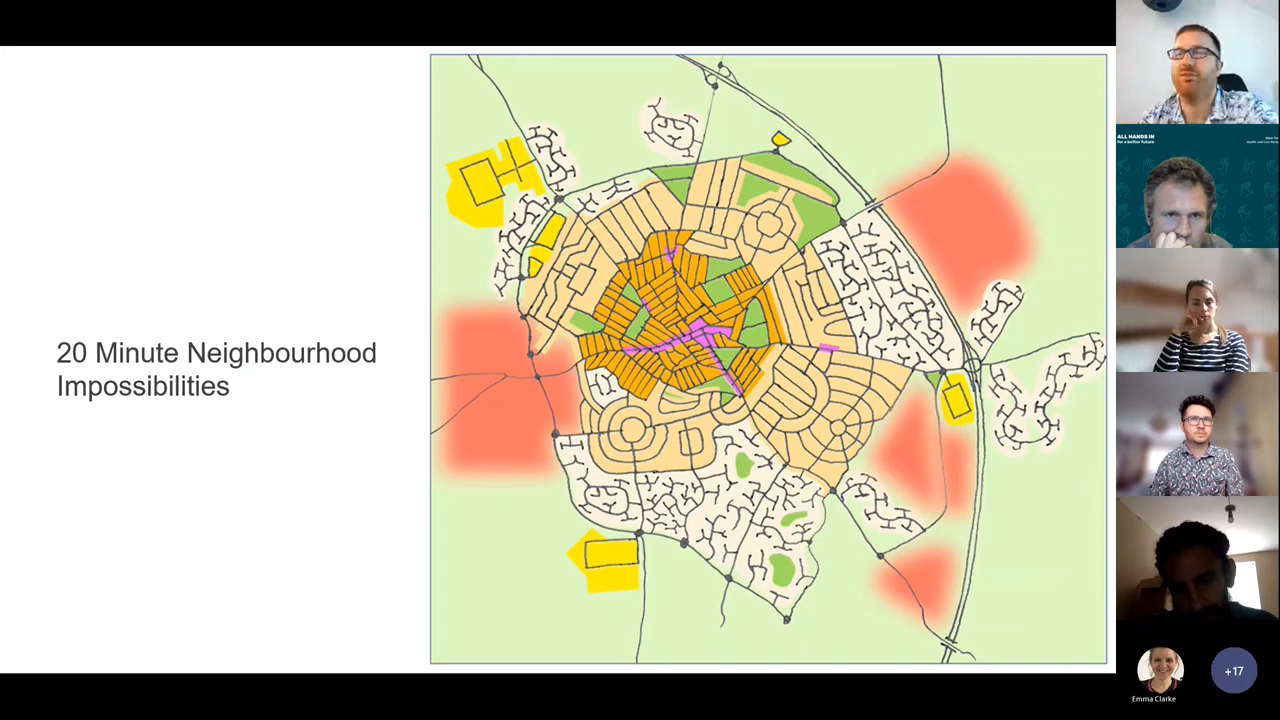 20 Minute Neighbourhood
Impossibilities
ALL HANDS IN
for a better future
Emma Clarke
+17